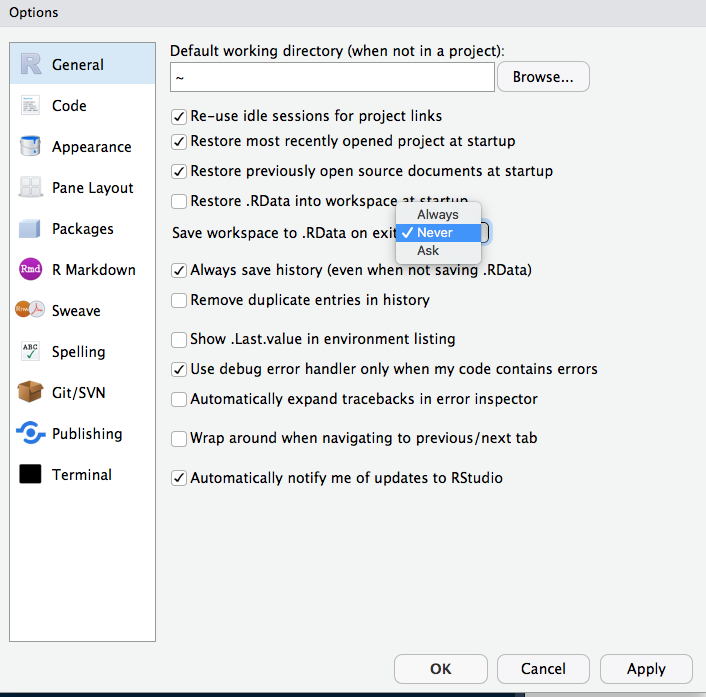 Options
General
Code
Appearance
Pane Layout
Packages
Rmd R Markdown
Rnw Sweave
ABC Spelling
Git/SVN
Publishing
Terminal
Default working directory (when not in a project):
~
Browse...
Re-use idle sessions for project links
Restore most recently opened project at startup
Restore previously open source documents at startup
Restore .RData into workspace at startup
Save workspace to .RData on exit
Always
Never
Ask
Always save history (even when not saving .RData)
Remove duplicate entries in history
Show .Last.value in environment listing
Use debug error handler only when my code contains errors
Automatically expand tracebacks in error inspector
Wrap around when navigating to previous/next tab
Automatically notify me of updates to RStudio
OK
Cancel
Apply